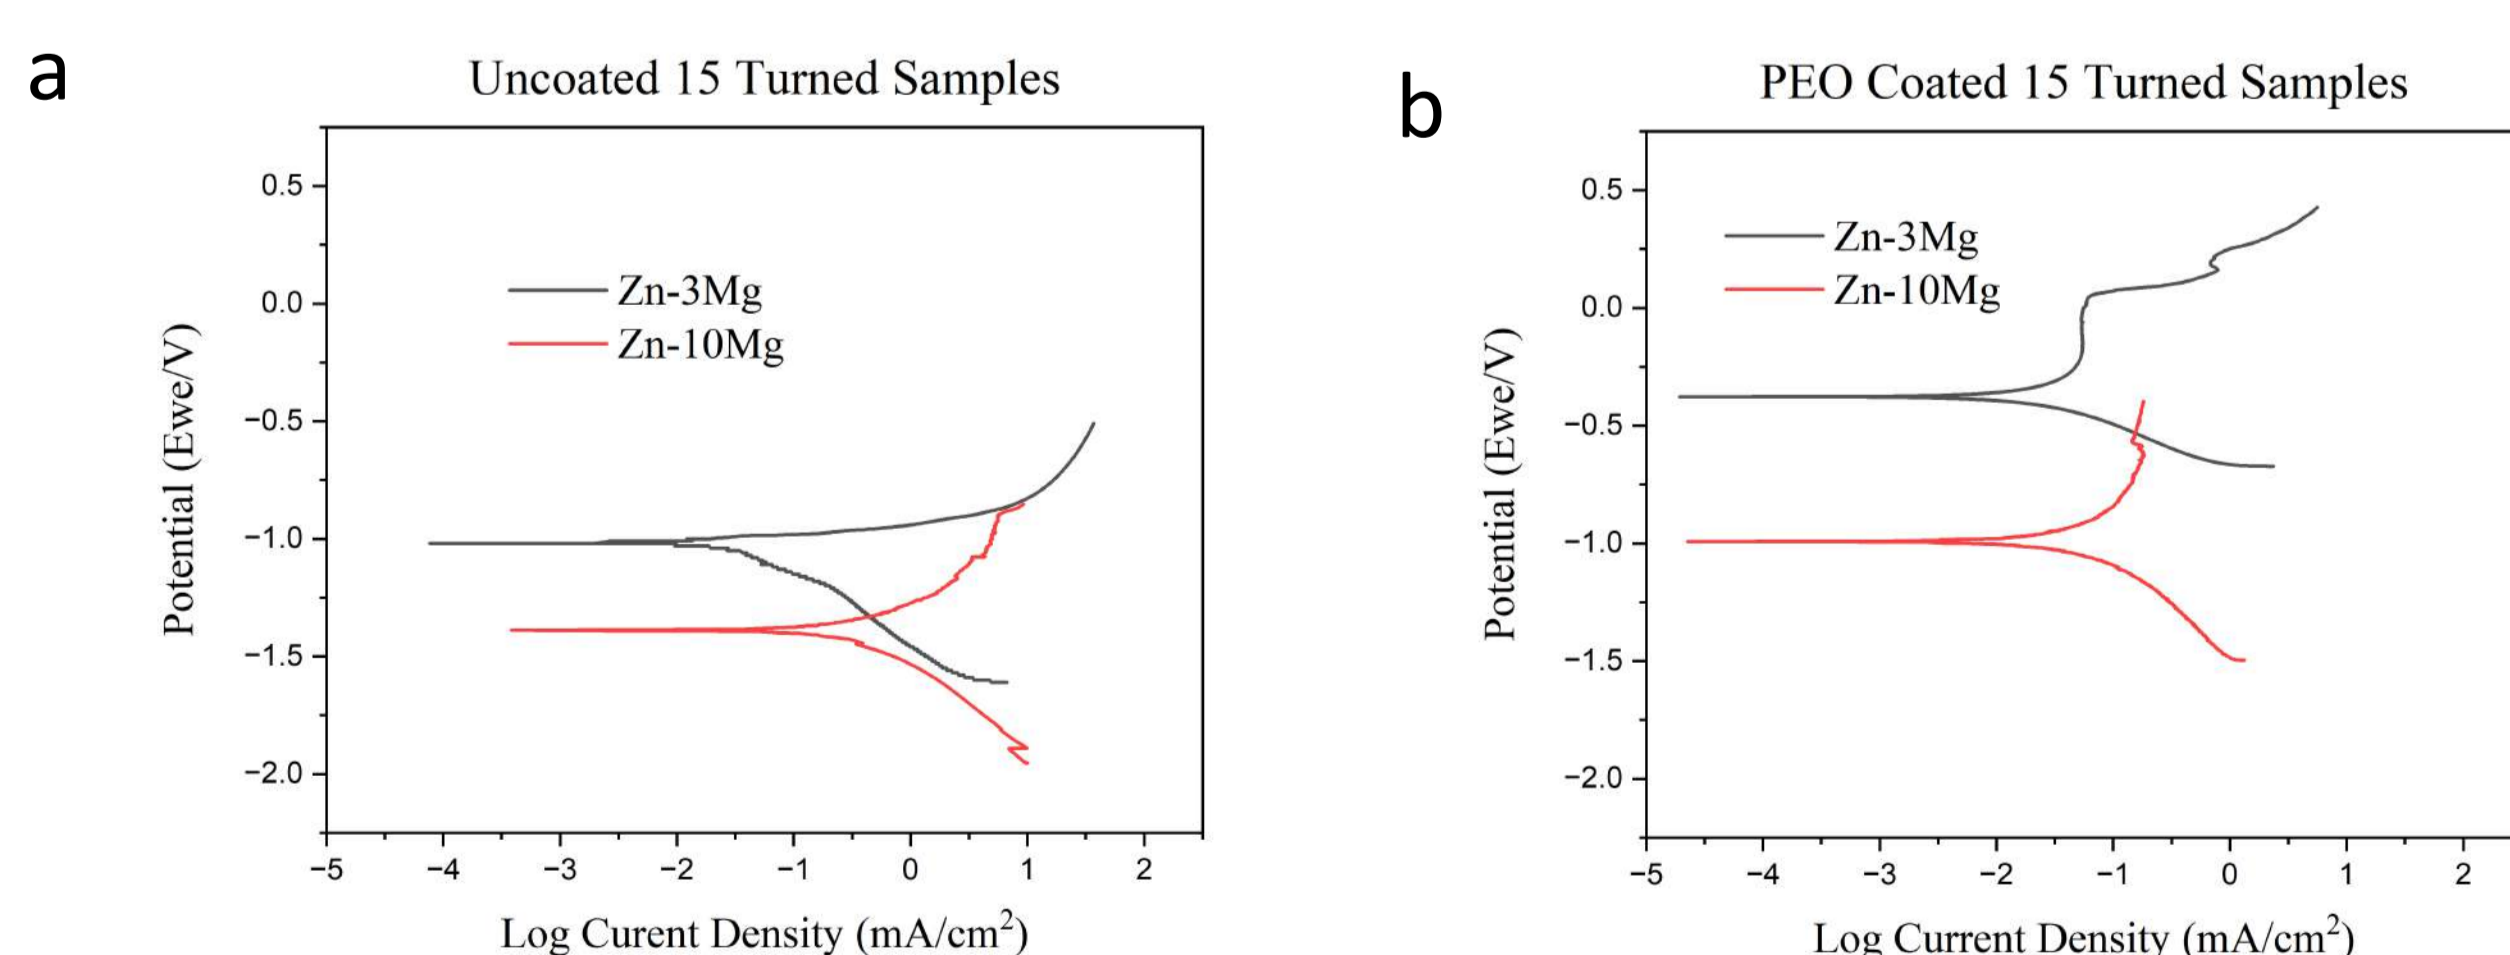 a
Uncoated 15 Turned Samples
0.5
0.0
−0.5
−1.0
−1.5
−2.0
Potential (Ewe/V)
Zn-3Mg
Zn-10Mg
−5 −4 −3 −2 −1 0 1 2
Log Curent Density (mA/cm²)
b
PEO Coated 15 Turned Samples
0.5
0.0
−0.5
−1.0
−1.5
−2.0
Potential (Ewe/V)
Zn-3Mg
Zn-10Mg
−5 −4 −3 −2 −1 0 1 2
Log Current Density (mA/cm²)